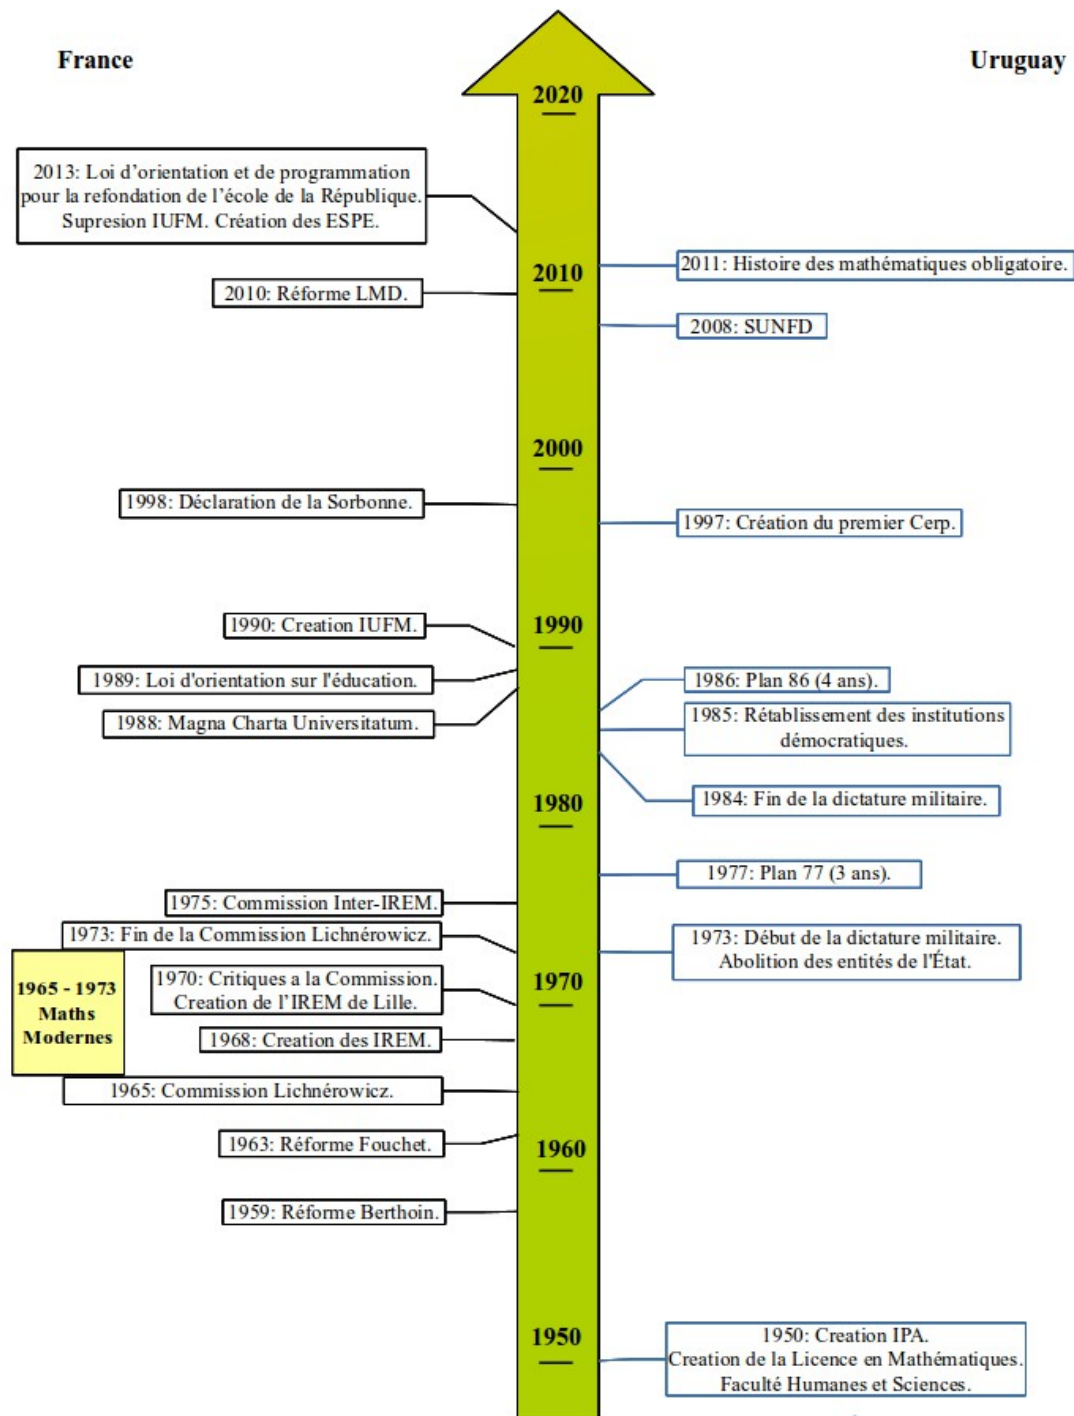 France
Uruguay
2020
2013: Loi d'orientation et de programmation
pour la refondation de l'école de la République.
Supresion IUFM. Création des ESPE.
2011: Histoire des mathématiques obligatoire.
2010
2010: Réforme LMD.
2008: SUNFD
2000
1998: Déclaration de la Sorbonne.
1997: Création du premier Cerp.
1990: Creation IUFM.
1990
1989: Loi d'orientation sur l'éducation.
1986: Plan 86 (4 ans).
1988: Magna Charta Universitatum.
1985: Rétablissement des institutions
démocratiques.
1984: Fin de la dictature militaire.
1980
1977: Plan 77 (3 ans).
1975: Commission Inter-IREM.
1973: Fin de la Commission Lichnérowicz.
1973: Début de la dictature militaire.
Abolition des entités de l'État.
1965 - 1973
Maths
Modernes
1970: Critiques a la Commission.
Creation de l'IREM de Lille.
1970
1968: Creation des IREM.
1965: Commission Lichnérowicz.
1963: Réforme Fouchet.
1960
1959: Réforme Berthoin.
1950
1950: Creation IPA.
Creation de la Licence en Mathématiques.
Faculté Humanes et Sciences.